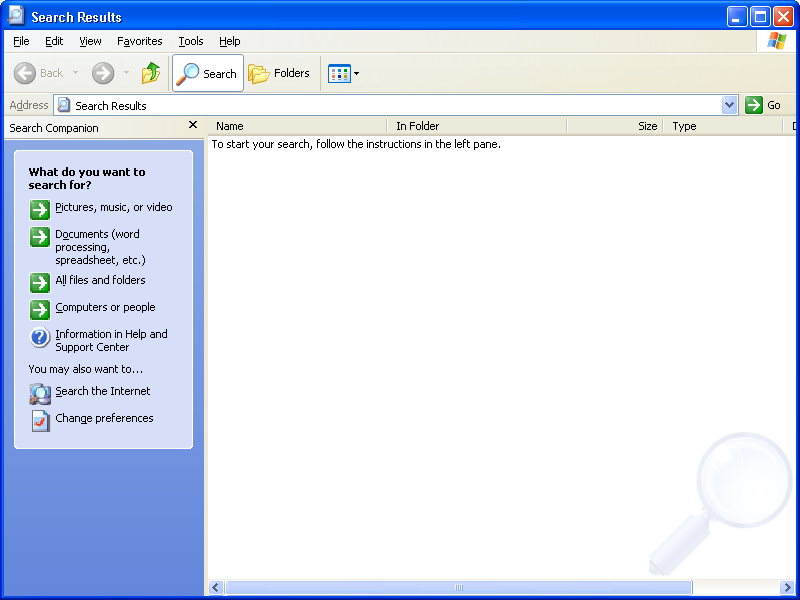 Search Results
File Edit View Favorites Tools Help
Back Search Folders
Address Search Results Go
Search Companion
Name In Folder Size Type
To start your search, follow the instructions in the left pane.
What do you want to
search for?
Pictures, music, or video
Documents (word
processing,
spreadsheet, etc.)
All files and folders
Computers or people
Information in Help and
Support Center
You may also want to...
Search the Internet
Change preferences